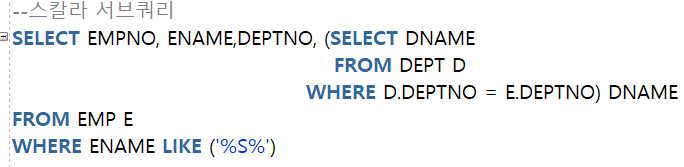 --스칼라 서브쿼리
SELECT EMPNO, ENAME,DEPTNO, (SELECT DNAME
FROM DEPT D
WHERE D.DEPTNO = E.DEPTNO) DNAME
FROM EMP E
WHERE ENAME LIKE ('%S%')